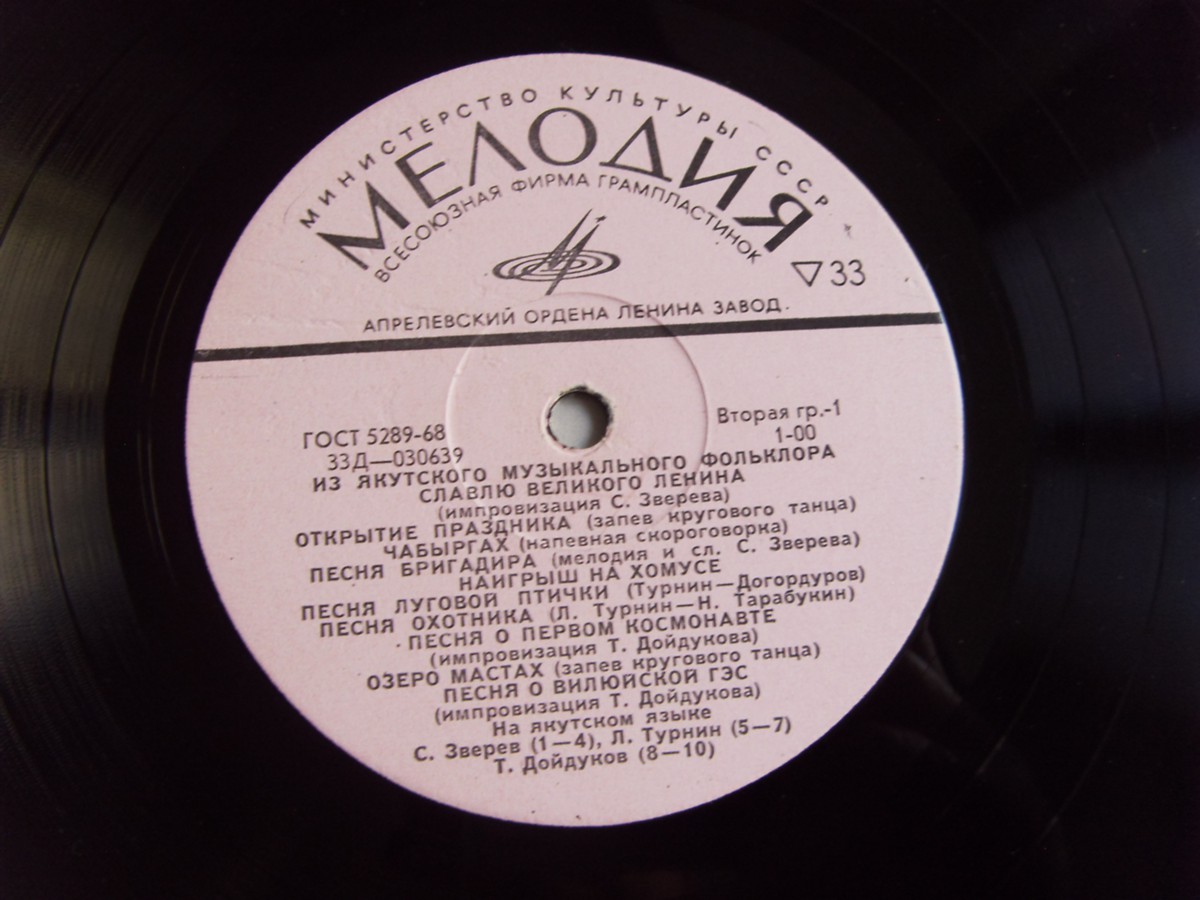 МИНИСТЕРСТВО КУЛЬТУРЫ СССР
МЕЛОДИЯ
ВСЕСОЮЗНАЯ ФИРМА ГРАМПЛАСТИНОК
▽33
АПРЕЛЕВСКИЙ ОРДЕНА ЛЕНИНА ЗАВОД.
ГОСТ 5289-68
Вторая гр.-1
33Д—030639
1-00
ИЗ ЯКУТСКОГО МУЗЫКАЛЬНОГО ФОЛЬКЛОРА
СЛАВЛЮ ВЕЛИКОГО ЛЕНИНА
(импровизация С. Зверева)
ОТКРЫТИЕ ПРАЗДНИКА (запев кругового танца)
ЧАБЫРГАХ (напевная скороговорка)
ПЕСНЯ БРИГАДИРА (мелодия и сл. С. Зверева)
НАИГРЫШ НА ХОМУСЕ
ПЕСНЯ ЛУГОВОЙ ПТИЧКИ (Турнин—Догордуров)
ПЕСНЯ ОХОТНИКА (Л. Турнин—Н. Тарабукин)
ПЕСНЯ О ПЕРВОМ КОСМОНАВТЕ
(импровизация Т. Дойдукова)
ОЗЕРО МАСТАХ (запев кругового танца)
ПЕСНЯ О ВИЛЮЙСКОЙ ГЭС
(импровизация Т. Дойдукова)
На якутском языке
С. Зверев (1—4), Л. Турнин (5—7)
Т. Дойдуков (8—10)